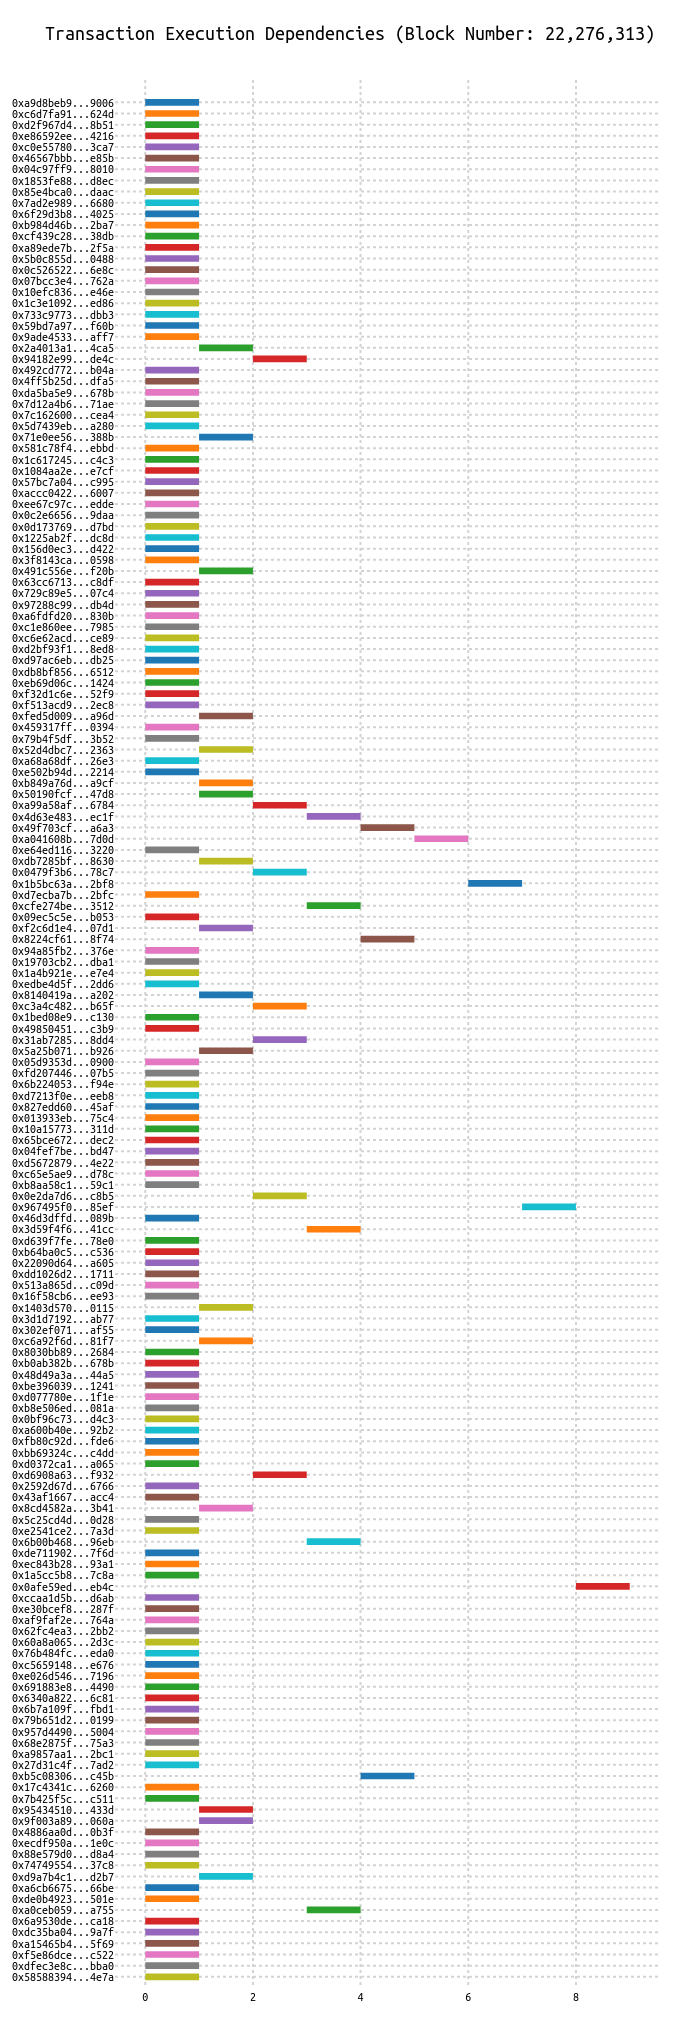 Transaction Execution Dependencies (Block Number: 22,276,313)
0xa9d8beb9...9006
0xc6d7fa91...624d
0xd2f967d4...8b51
0xe86592ee...4216
0xc0e55780...3ca7
0x46567bbb...e85b
0x04c97ff9...8010
0x1853fe88...d8ec
0x85e4bca0...daac
0x7ad2e989...6680
0x6f29d3b8...4025
0xb984d46b...2ba7
0xcf439c28...38db
0xa89ede7b...2f5a
0x5b0c855d...0488
0x0c526522...6e8c
0x07bcc3e4...762a
0x10efc836...e46e
0x1c3e1092...ed86
0x733c9773...dbb3
0x59bd7a97...f60b
0x9ade4533...aff7
0x2a4013a1...4ca5
0x94182e99...de4c
0x492cd772...b04a
0x4ff5b25d...dfa5
0xda5ba5e9...678b
0x7d12a4b6...71ae
0x7c162600...cea4
0x5d7439eb...a280
0x71e0ee56...388b
0x581c78f4...ebbd
0x1c617245...c4c3
0x1084aa2e...e7cf
0x57bc7a04...c995
0xaccc0422...6007
0xee67c97c...edde
0x0c2e6656...9daa
0x0d173769...d7bd
0x1225ab2f...dc8d
0x156d0ec3...d422
0x3f8143ca...0598
0x491c556e...f20b
0x63cc6713...c8df
0x729c89e5...07c4
0x97288c99...db4d
0xa6fdfd20...830b
0xc1e860ee...7985
0xc6e62acd...ce89
0xd2bf93f1...8ed8
0xd97ac6eb...db25
0xdb8bf856...6512
0xeb69d06c...1424
0xf32d1c6e...52f9
0xf513acd9...2ec8
0xfed5d009...a96d
0x459317ff...0394
0x79b4f5df...3b52
0x52d4dbc7...2363
0xa68a68df...26e3
0xe502b94d...2214
0xb849a76d...a9cf
0x50190fcf...47d8
0xa99a58af...6784
0x4d63e483...ec1f
0x49f703cf...a6a3
0xa041608b...7d0d
0xe64ed116...3220
0xdb7285bf...8630
0x0479f3b6...78c7
0x1b5bc63a...2bf8
0xd7ecba7b...2bfc
0xcfe274be...3512
0x09ec5c5e...b053
0xf2c6d1e4...07d1
0x8224cf61...8f74
0x94a85fb2...376e
0x19703cb2...dba1
0x1a4b921e...e7e4
0xedbe4d5f...2dd6
0x8140419a...a202
0xc3a4c482...b65f
0x1bed08e9...c130
0x49850451...c3b9
0x31ab7285...8dd4
0x5a25b071...b926
0x05d9353d...0900
0xfd207446...07b5
0x6b224053...f94e
0xd7213f0e...eeb8
0x827edd60...45af
0x013933eb...75c4
0x10a15773...311d
0x65bce672...dec2
0x04fef7be...bd47
0xd5672879...4e22
0xc65e5ae9...d78c
0xb8aa58c1...59c1
0x0e2da7d6...c8b5
0x967495f0...85ef
0x46d3dffd...089b
0x3d59f4f6...41cc
0xd639f7fe...78e0
0xb64ba0c5...c536
0x22090d64...a605
0xdd1026d2...1711
0x513a865d...c09d
0x16f58cb6...ee93
0x1403d570...0115
0x3d1d7192...ab77
0x302ef071...af55
0xc6a92f6d...81f7
0x8030bb89...2684
0xb0ab382b...678b
0x48d49a3a...44a5
0xbe396039...1241
0xd077780e...1f1e
0xb8e506ed...081a
0x0bf96c73...d4c3
0xa600b40e...92b2
0xfb80c92d...fde6
0xbb69324c...c4dd
0xd0372ca1...a065
0xd6908a63...f932
0x2592d67d...6766
0x43af1667...acc4
0x8cd4582a...3b41
0x5c25cd4d...0d28
0xe2541ce2...7a3d
0x6b00b468...96eb
0xde711902...7f6d
0xec843b28...93a1
0x1a5cc5b8...7c8a
0x0afe59ed...eb4c
0xccaa1d5b...d6ab
0xe30bcef8...287f
0xaf9faf2e...764a
0x62fc4ea3...2bb2
0x60a8a065...2d3c
0x76b484fc...eda0
0xc5659148...e676
0xe026d546...7196
0x691883e8...4490
0x6340a822...6c81
0x6b7a109f...fbd1
0x79b651d2...0199
0x957d4490...5004
0x68e2875f...75a3
0xa9857aa1...2bc1
0x27d31c4f...7ad2
0xb5c08306...c45b
0x17c4341c...6260
0x7b425f5c...c511
0x95434510...433d
0x9f003a89...060a
0x4886aa0d...0b3f
0xecdf950a...1e0c
0x88e579d0...d8a4
0x74749554...37c8
0xd9a7b4c1...d2b7
0xa6cb6675...66be
0xde0b4923...501e
0xa0ceb059...a755
0x6a9530de...ca18
0xdc35ba04...9a7f
0xa15465b4...5f69
0xf5e86dce...c522
0xdfec3e8c...bba0
0x58588394...4e7a
0 2 4 6 8